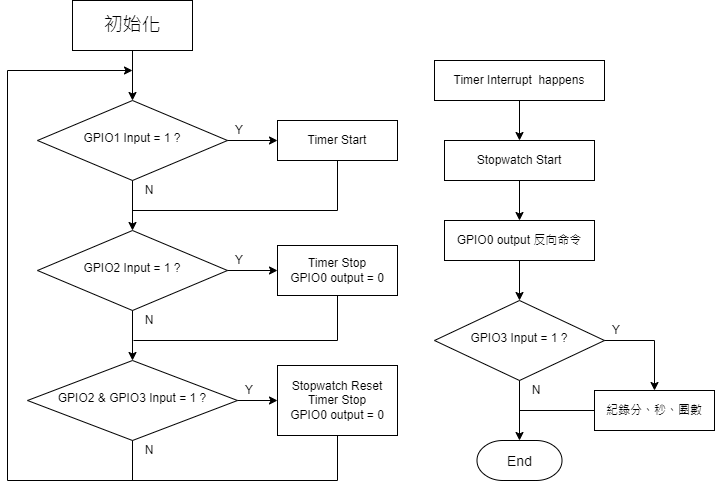 初始化
GPIO1 Input = 1 ?
Y
Timer Start
N
GPIO2 Input = 1 ?
Y
Timer Stop
GPIO0 output = 0
N
GPIO2 & GPIO3 Input = 1 ?
Y
Stopwatch Reset
Timer Stop
GPIO0 output = 0
N
Timer Interrupt happens
Stopwatch Start
GPIO0 output 反向命令
GPIO3 Input = 1 ?
Y
N
紀錄分、秒、圈數
End